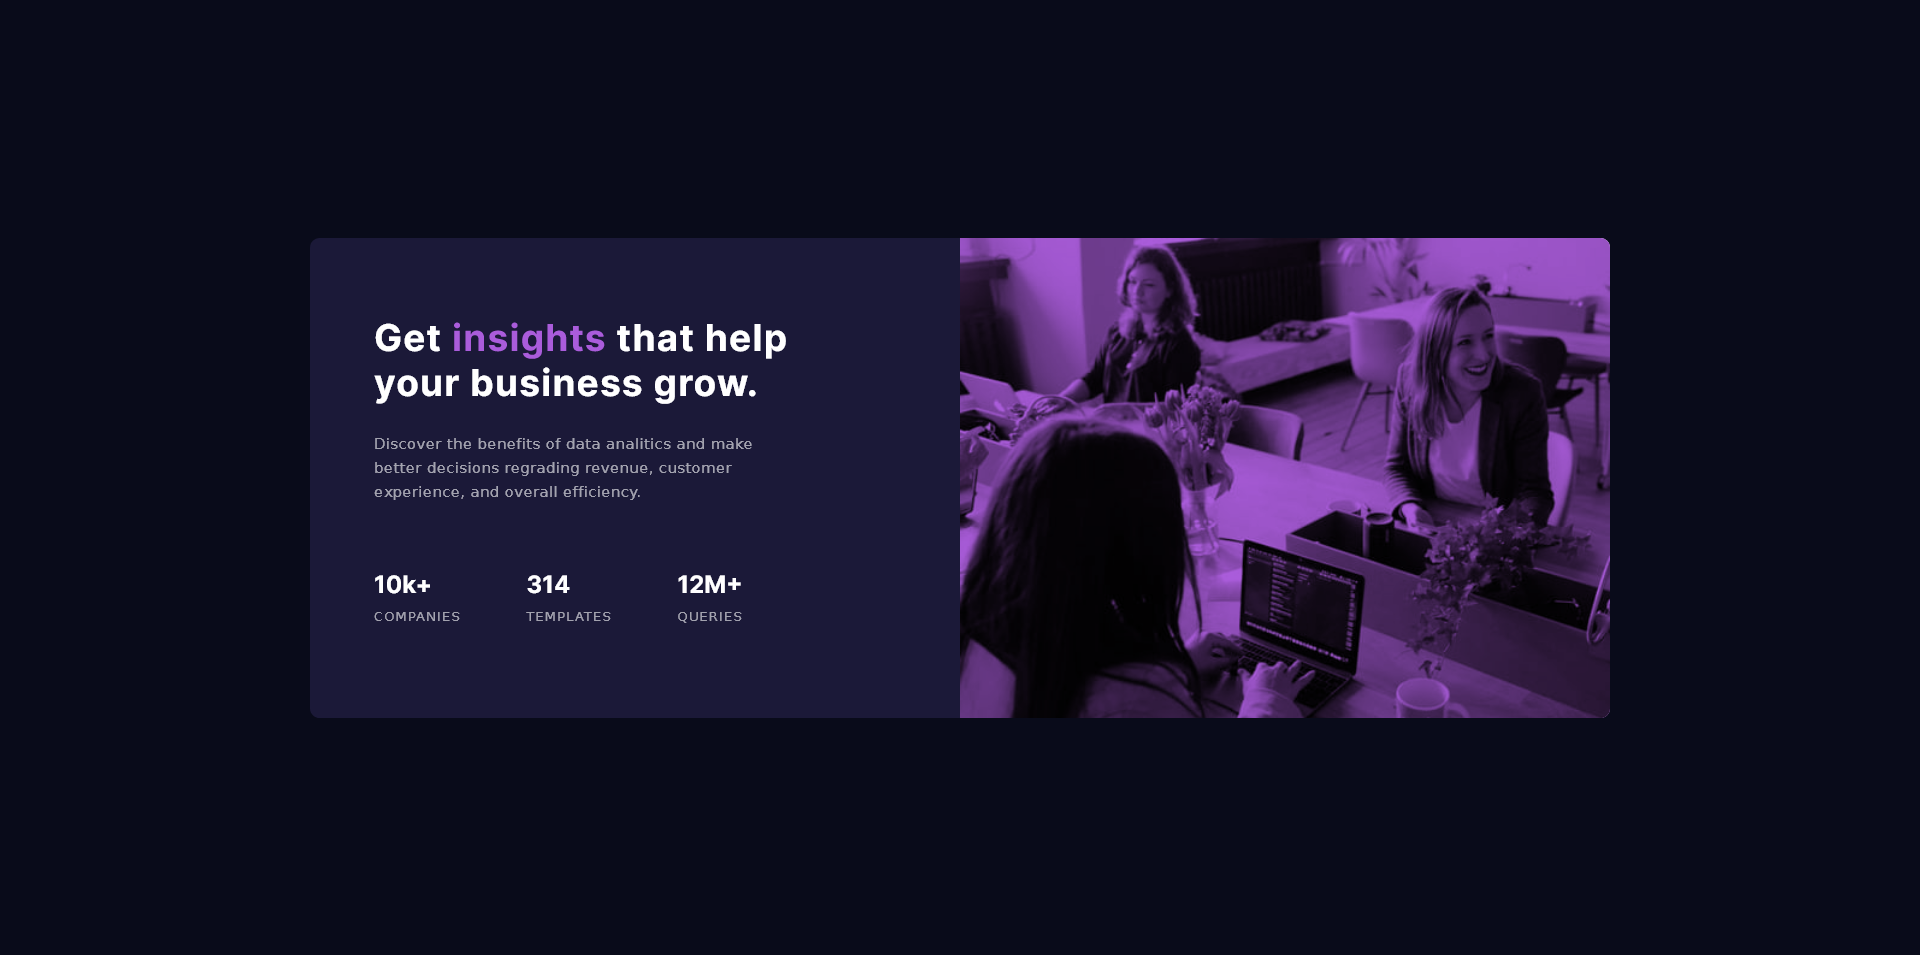 Get insights that help
your business grow.
Discover the benefits of data analitics and make
better decisions regrading revenue, customer
experience, and overall efficiency.
10k+ 314 12M+
COMPANIES TEMPLATES QUERIES